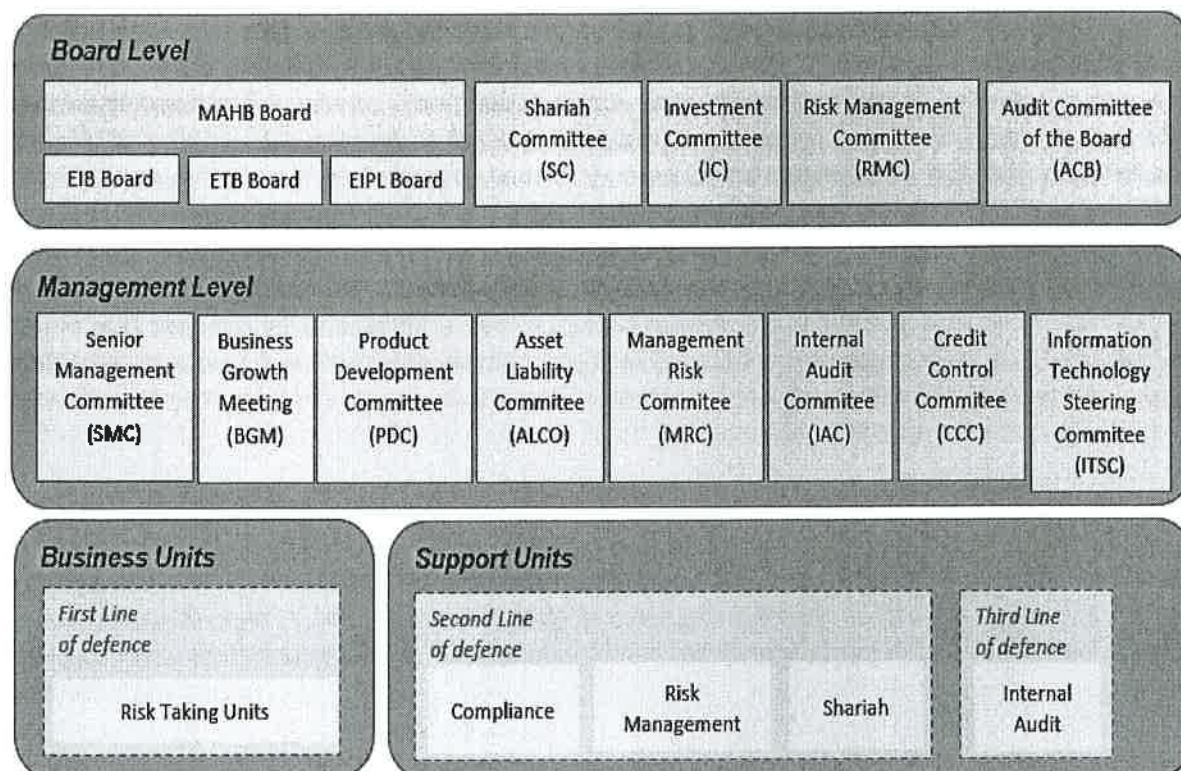 Board Level
MAHB Board
EIB Board
ETB Board
EIPL Board
Shariah
Committee
(SC)
Investment
Committee
(IC)
Risk Management
Committee
(RMC)
Audit Committee
of the Board
(ACB)
Management Level
Senior
Management
Committee
(SMC)
Business
Growth
Meeting
(BGM)
Product
Development
Committee
(PDC)
Asset
Liability
Commitee
(ALCO)
Management
Risk
Commitee
(MRC)
Internal
Audit
Commitee
(IAC)
Credit
Control
Commitee
(CCC)
Information
Technology
Steering
Commitee
(ITSC)
Business Units
First Line
of defence
Risk Taking Units
Support Units
Second Line
of defence
Compliance
Risk
Management
Shariah
Third Line
of defence
Internal
Audit